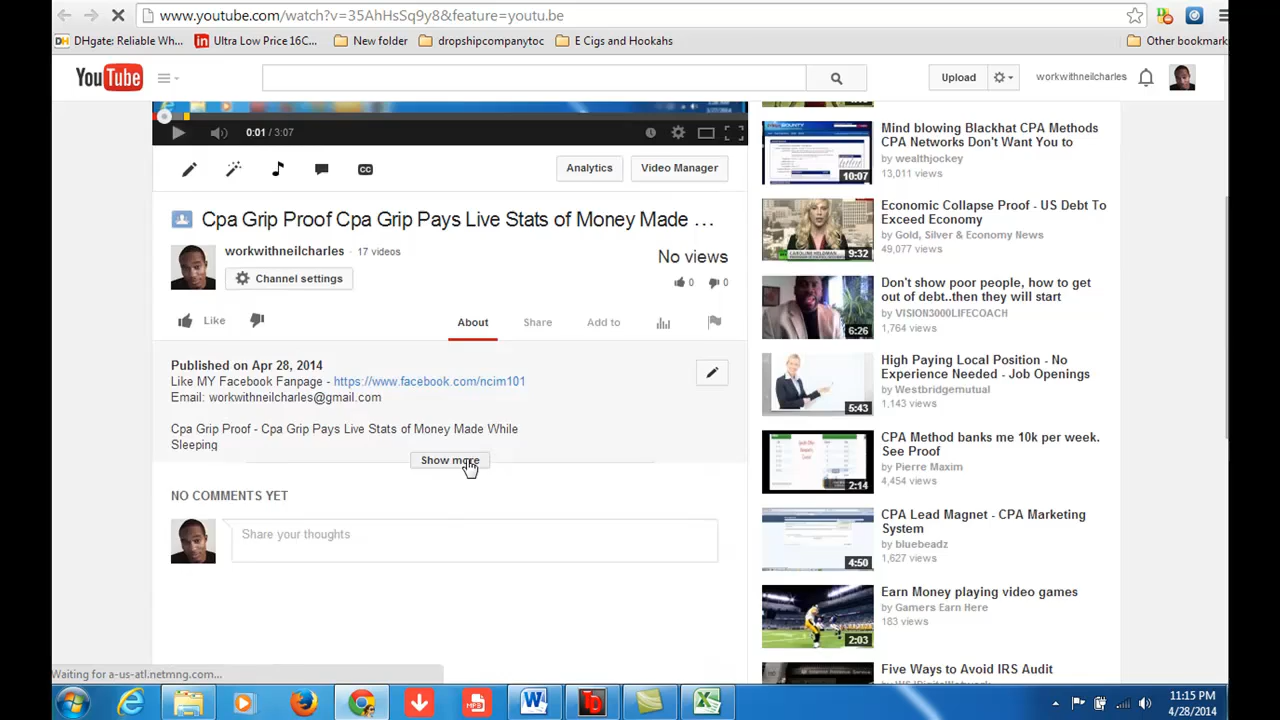 www.youtube.com/watch?v=35AhHsSq9y8&feature=youtu.be
DHgate: Reliable Wh...
Ultra Low Price 16C...
New folder
dropshipcompanytoc
E Cigs and Hookahs
Other bookmark
YouTube
Upload
workwithneilcharles
0:01 / 3:07
CC
Analytics
Video Manager
Cpa Grip Proof Cpa Grip Pays Live Stats of Money Made ...
workwithneilcharles · 17 videos
Channel settings
No views
0
0
Like
About
Share
Add to
Published on Apr 28, 2014
Like MY Facebook Fanpage - https://www.facebook.com/ncim101
Email: workwithneilcharles@gmail.com
Cpa Grip Proof - Cpa Grip Pays Live Stats of Money Made While
Sleeping
Show more
NO COMMENTS YET
Share your thoughts
Mind blowing Blackhat CPA Methods
CPA Networks Don't Want You to
by wealthjockey
13,011 views
10:07
Economic Collapse Proof - US Debt To
Exceed Economy
by Gold, Silver & Economy News
49,077 views
9:32
Don't show poor people, how to get
out of debt..then they will start
by VISION3000LIFECOACH
1,764 views
6:26
High Paying Local Position - No
Experience Needed - Job Openings
by Westbridgemutual
1,143 views
5:43
CPA Method banks me 10k per week.
See Proof
by Pierre Maxim
4,454 views
2:14
CPA Lead Magnet - CPA Marketing
System
by bluebeadz
1,627 views
4:50
Earn Money playing video games
by Gamers Earn Here
183 views
2:03
Five Ways to Avoid IRS Audit
Waiting for a-us-atl.netmng.com...
11:15 PM
4/28/2014